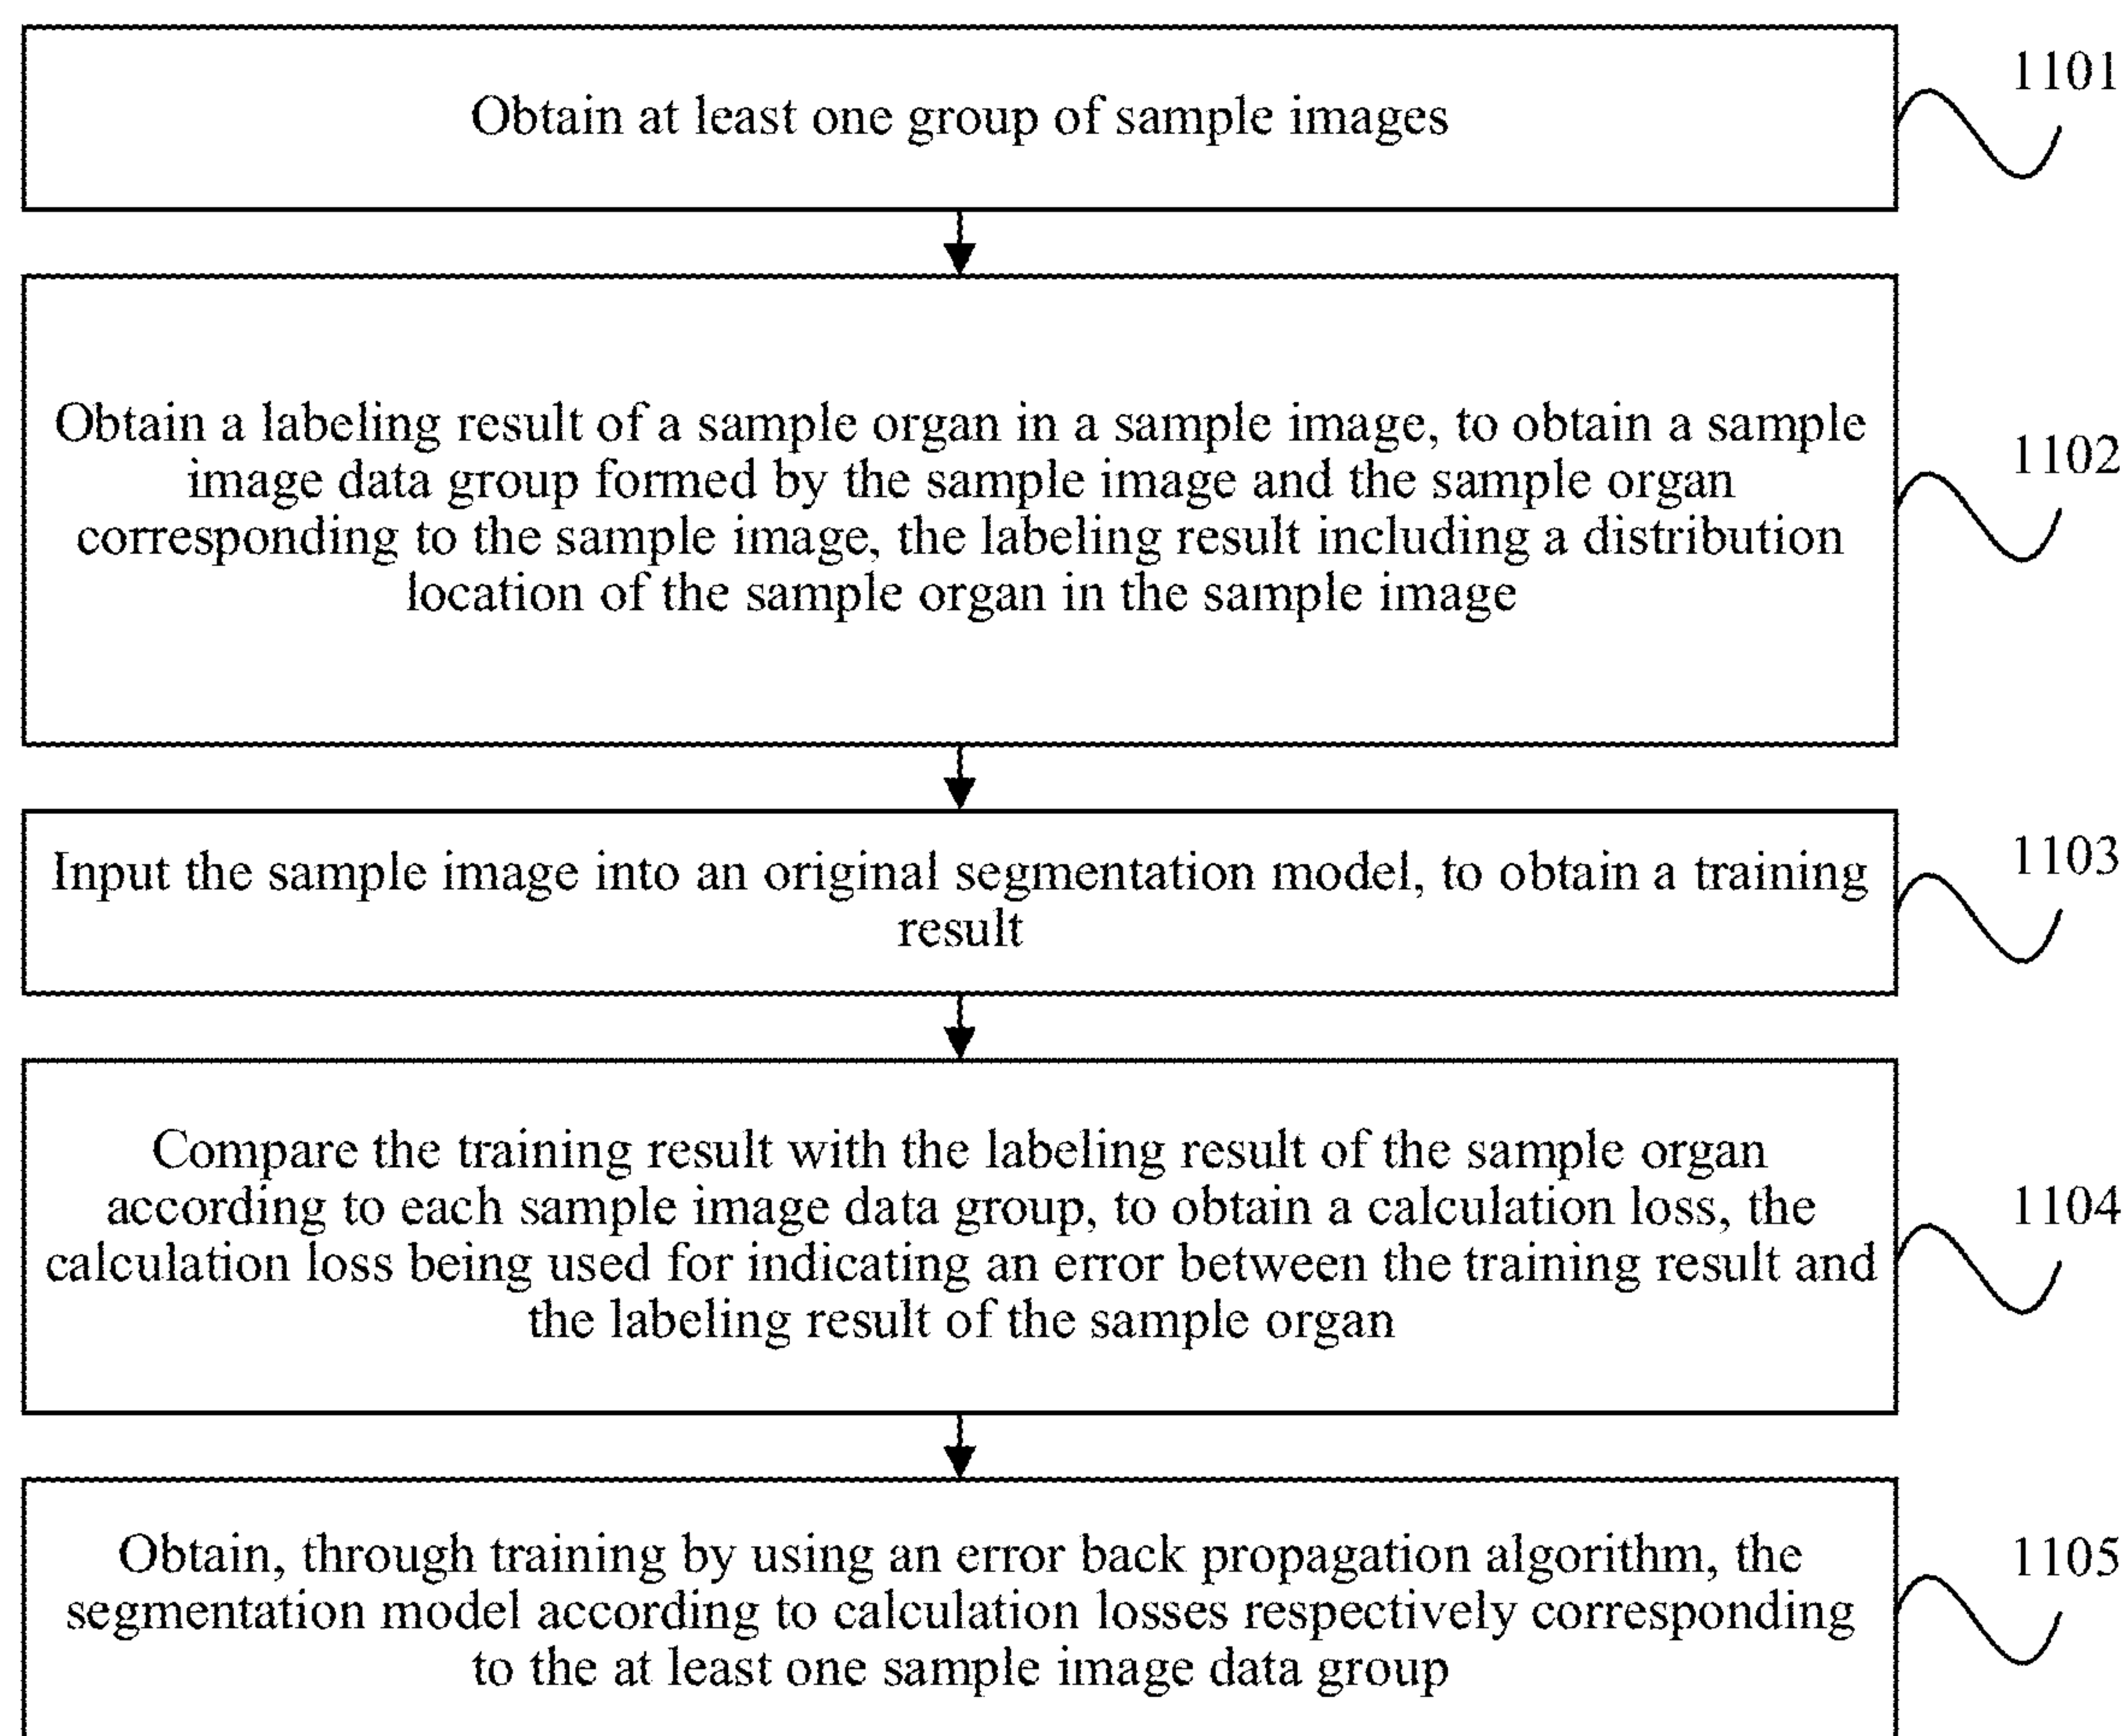 Obtain at least one group of sample images
1101
Obtain a labeling result of a sample organ in a sample image, to obtain a sample
image data group formed by the sample image and the sample organ
corresponding to the sample image, the labeling result including a distribution
location of the sample organ in the sample image
1102
Input the sample image into an original segmentation model, to obtain a training
result
1103
Compare the training result with the labeling result of the sample organ
according to each sample image data group, to obtain a calculation loss, the
calculation loss being used for indicating an error between the training result and
the labeling result of the sample organ
1104
Obtain, through training by using an error back propagation algorithm, the
segmentation model according to calculation losses respectively corresponding
to the at least one sample image data group
1105